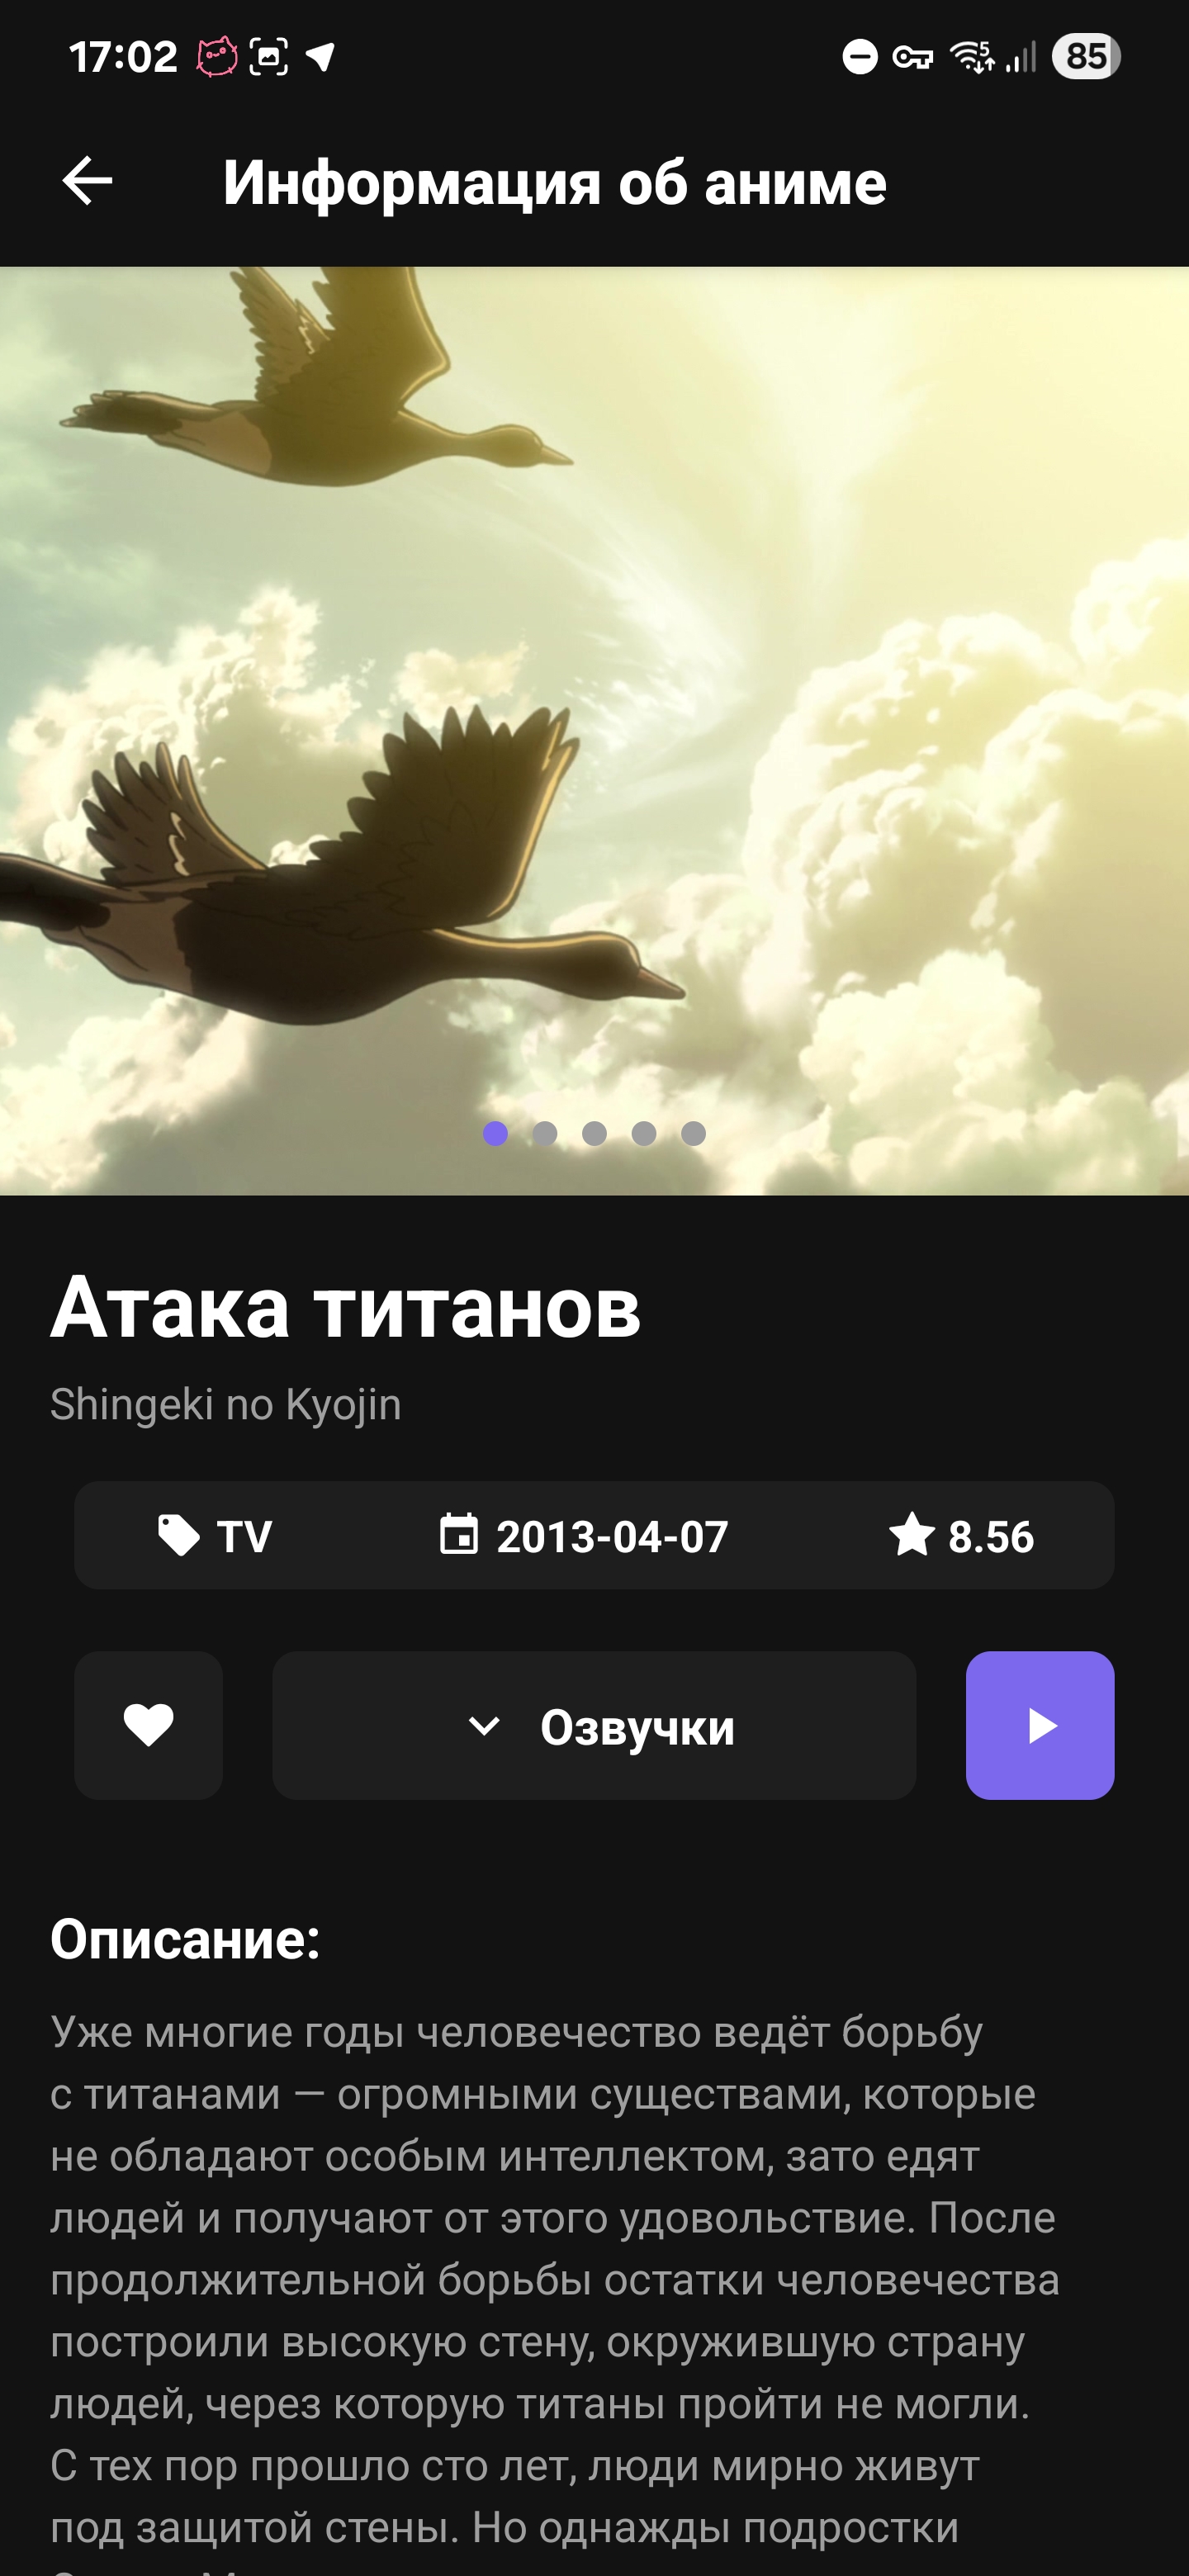 17:02
5
85
Информация об аниме
Атака титанов
Shingeki no Kyojin
TV 2013-04-07 8.56
Озвучки
Описание:
Уже многие годы человечество ведёт борьбу
с титанами — огромными существами, которые
не обладают особым интеллектом, зато едят
людей и получают от этого удовольствие. После
продолжительной борьбы остатки человечества
построили высокую стену, окружившую страну
людей, через которую титаны пройти не могли.
С тех пор прошло сто лет, люди мирно живут
под защитой стены. Но однажды подростки